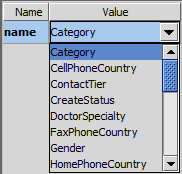 Name Value
name Category
Category
CellPhoneCountry
ContactTier
CreateStatus
DoctorSpecialty
FaxPhoneCountry
Gender
HomePhoneCountry